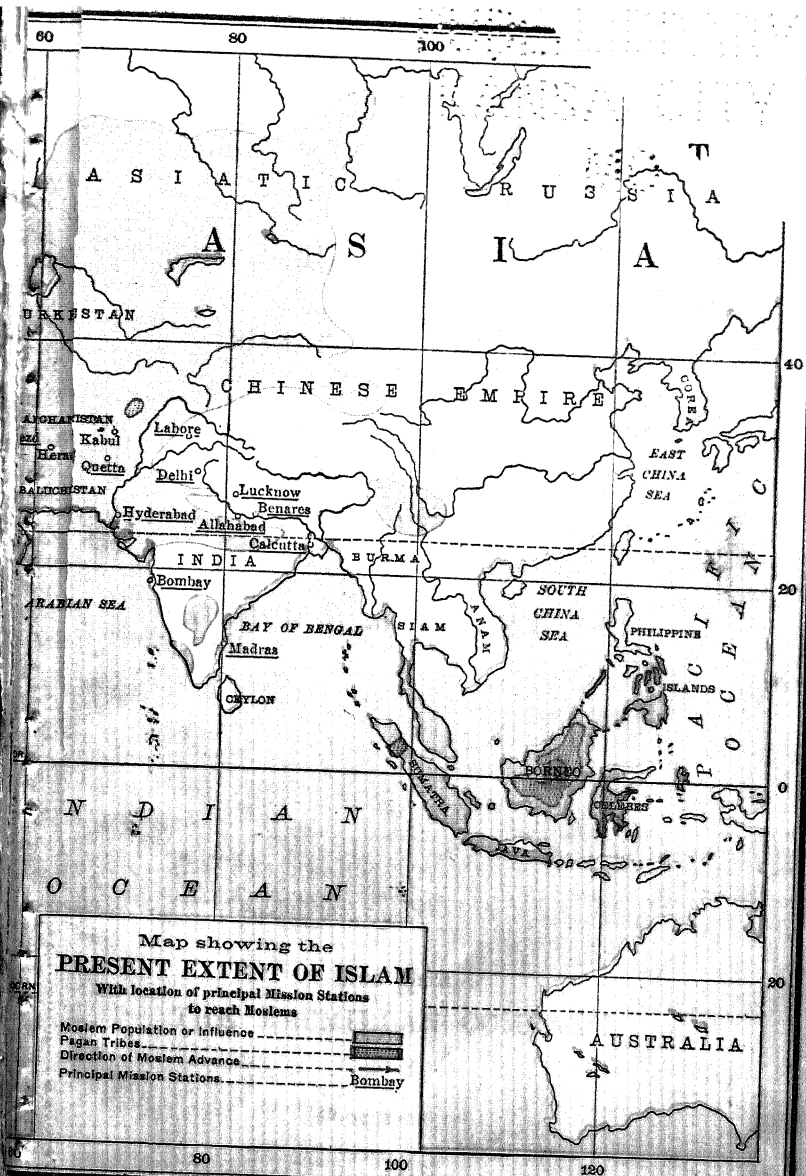 60 80 100
T
ASIATIC RUSSIA
ASIA
URKESTAN
40
CHINESE EMPIRE
COREA
AFGHANISTAN
Kabul
Lahore
Herat
Quetta
EAST
CHINA
SEA
Delhi
BALUCHISTAN
Lucknow
Benares
Hyderabad
Allahabad
Calcutta
INDIA
BURMA
Bombay
20
SOUTH
CHINA
SEA
ARABIAN SEA
BAY OF BENGAL
SIAM
ANAM
PHILIPPINE
ISLANDS
Madras
CEYLON
PACIFIC
OCEAN
SUMATRA
BORNEO
CELEBES
0
JAVA
NDIAN
OCEAN
Map showing the
PRESENT EXTENT OF ISLAM
With location of principal Mission Stations
to reach Moslems
Moslem Population or Influence
Pagan Tribes
Direction of Moslem Advance
Principal Mission Stations Bombay
20
AUSTRALIA
80 100 120